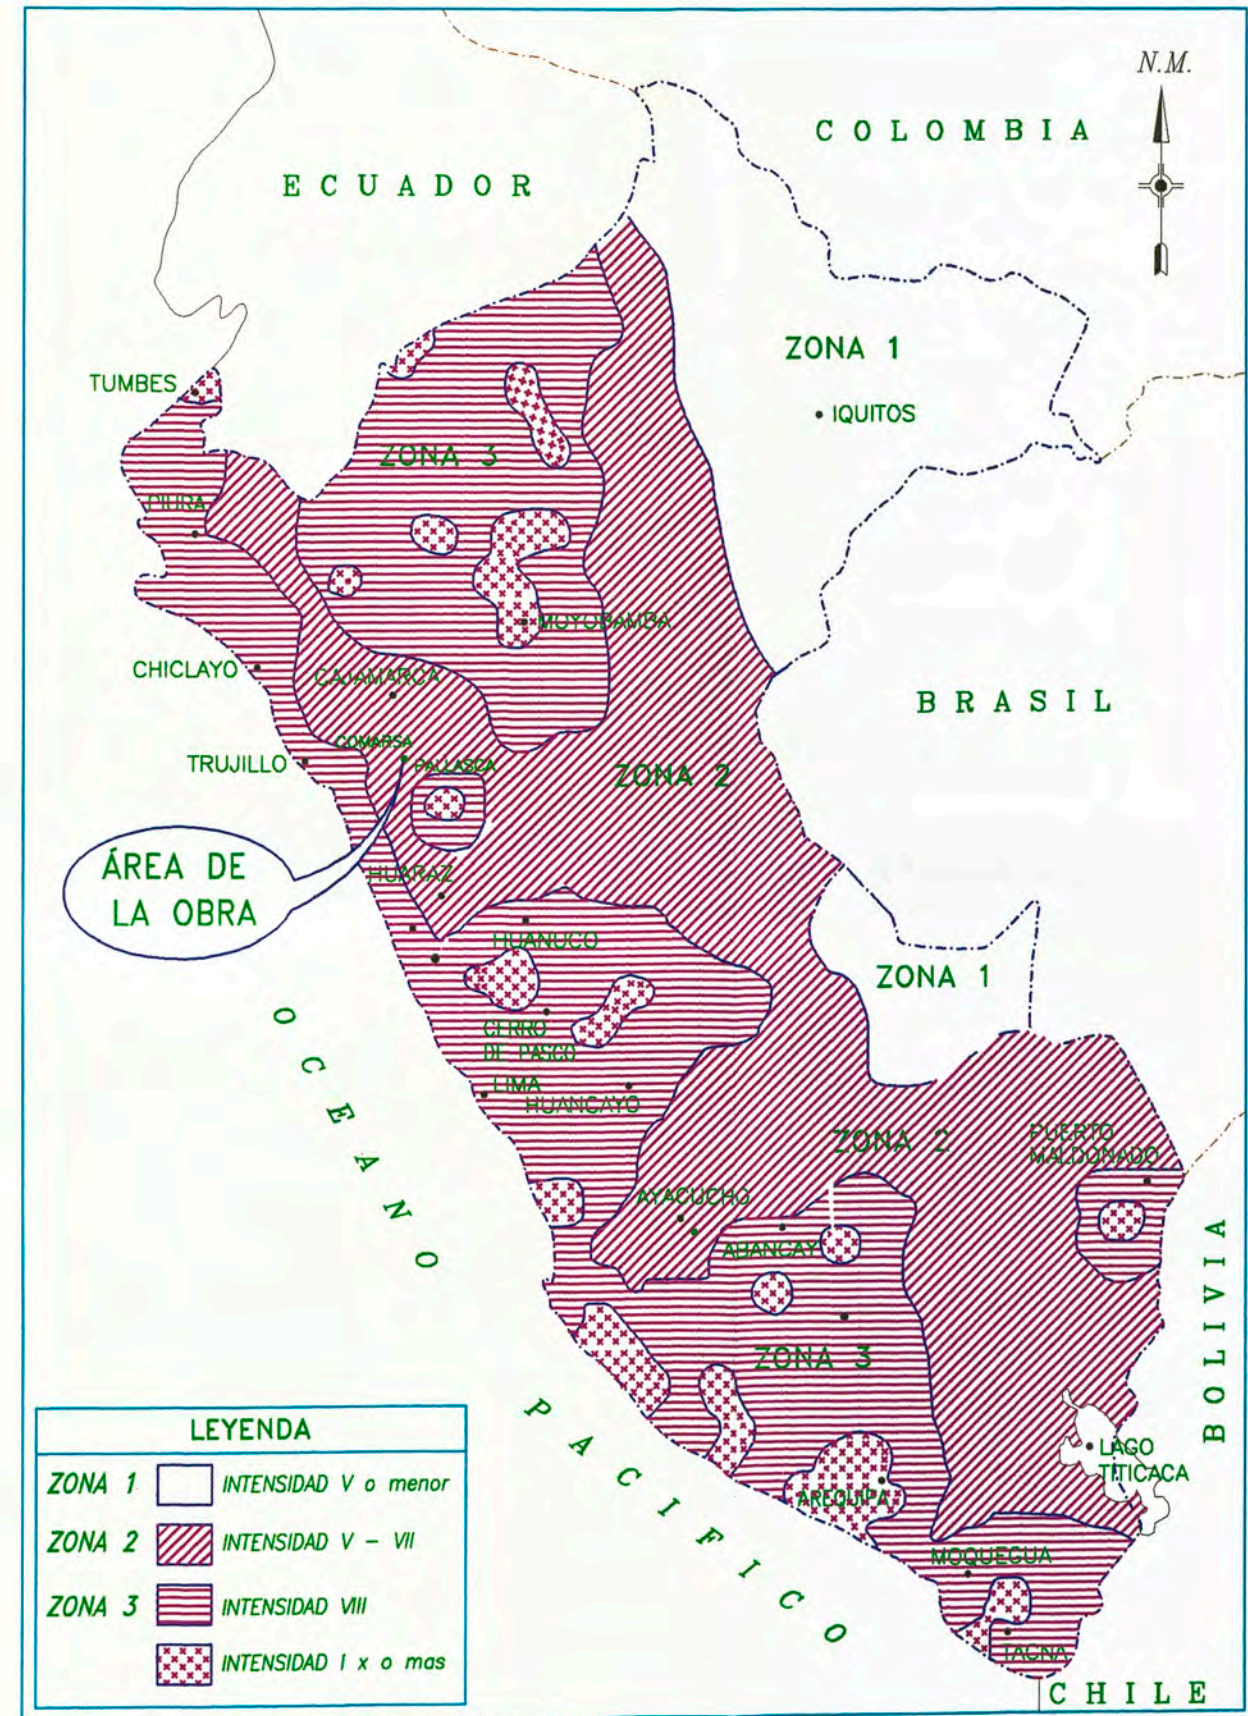 N.M.
COLOMBIA
ECUADOR
ZONA 1
TUMBES
IQUITOS
ZONA 3
PIURA
MOYOBAMBA
CHICLAYO
CAJAMARCA
BRASIL
COMARSA
TRUJILLO
PALLASCA
ZONA 2
ÁREA DE
LA OBRA
HUARAZ
HUANUCO
ZONA 1
OCEANO
CERRO
DE PASCO
LIMA
HUANCAYO
ZONA 2
PUERTO
MALDONADO
AYACUCHO
ABANCAY
BOLIVIA
ZONA 3
PACIFICO
LAGO
TITICACA
AREQUIPA
MOQUEGUA
TACNA
CHILE
LEYENDA
ZONA 1 INTENSIDAD V o menor
ZONA 2 INTENSIDAD V - VII
ZONA 3 INTENSIDAD VIII
INTENSIDAD I x o mas